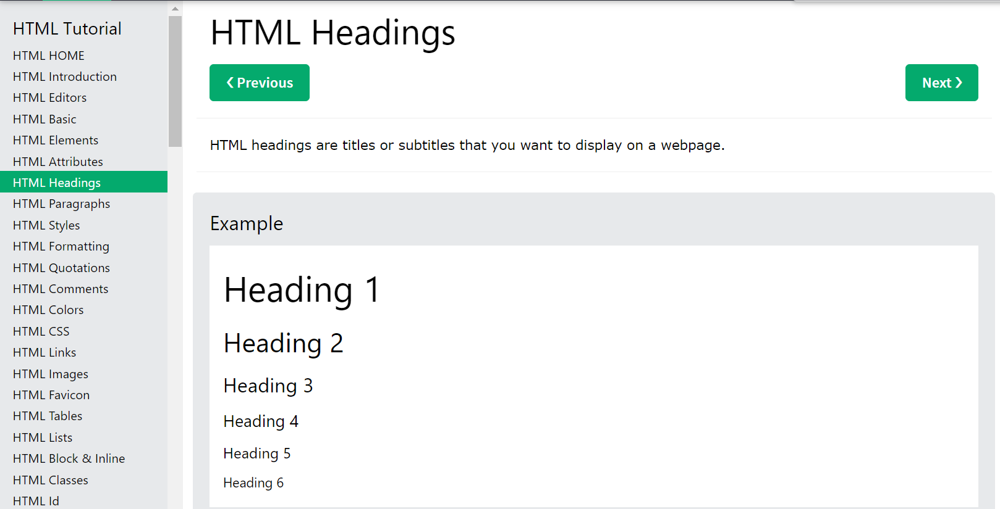 HTML Tutorial
HTML HOME
HTML Introduction
HTML Editors
HTML Basic
HTML Elements
HTML Attributes
HTML Headings
HTML Paragraphs
HTML Styles
HTML Formatting
HTML Quotations
HTML Comments
HTML Colors
HTML CSS
HTML Links
HTML Images
HTML Favicon
HTML Tables
HTML Lists
HTML Block & Inline
HTML Classes
HTML Id
HTML Headings
❮ Previous
Next ❯
HTML headings are titles or subtitles that you want to display on a webpage.
Example
Heading 1
Heading 2
Heading 3
Heading 4
Heading 5
Heading 6